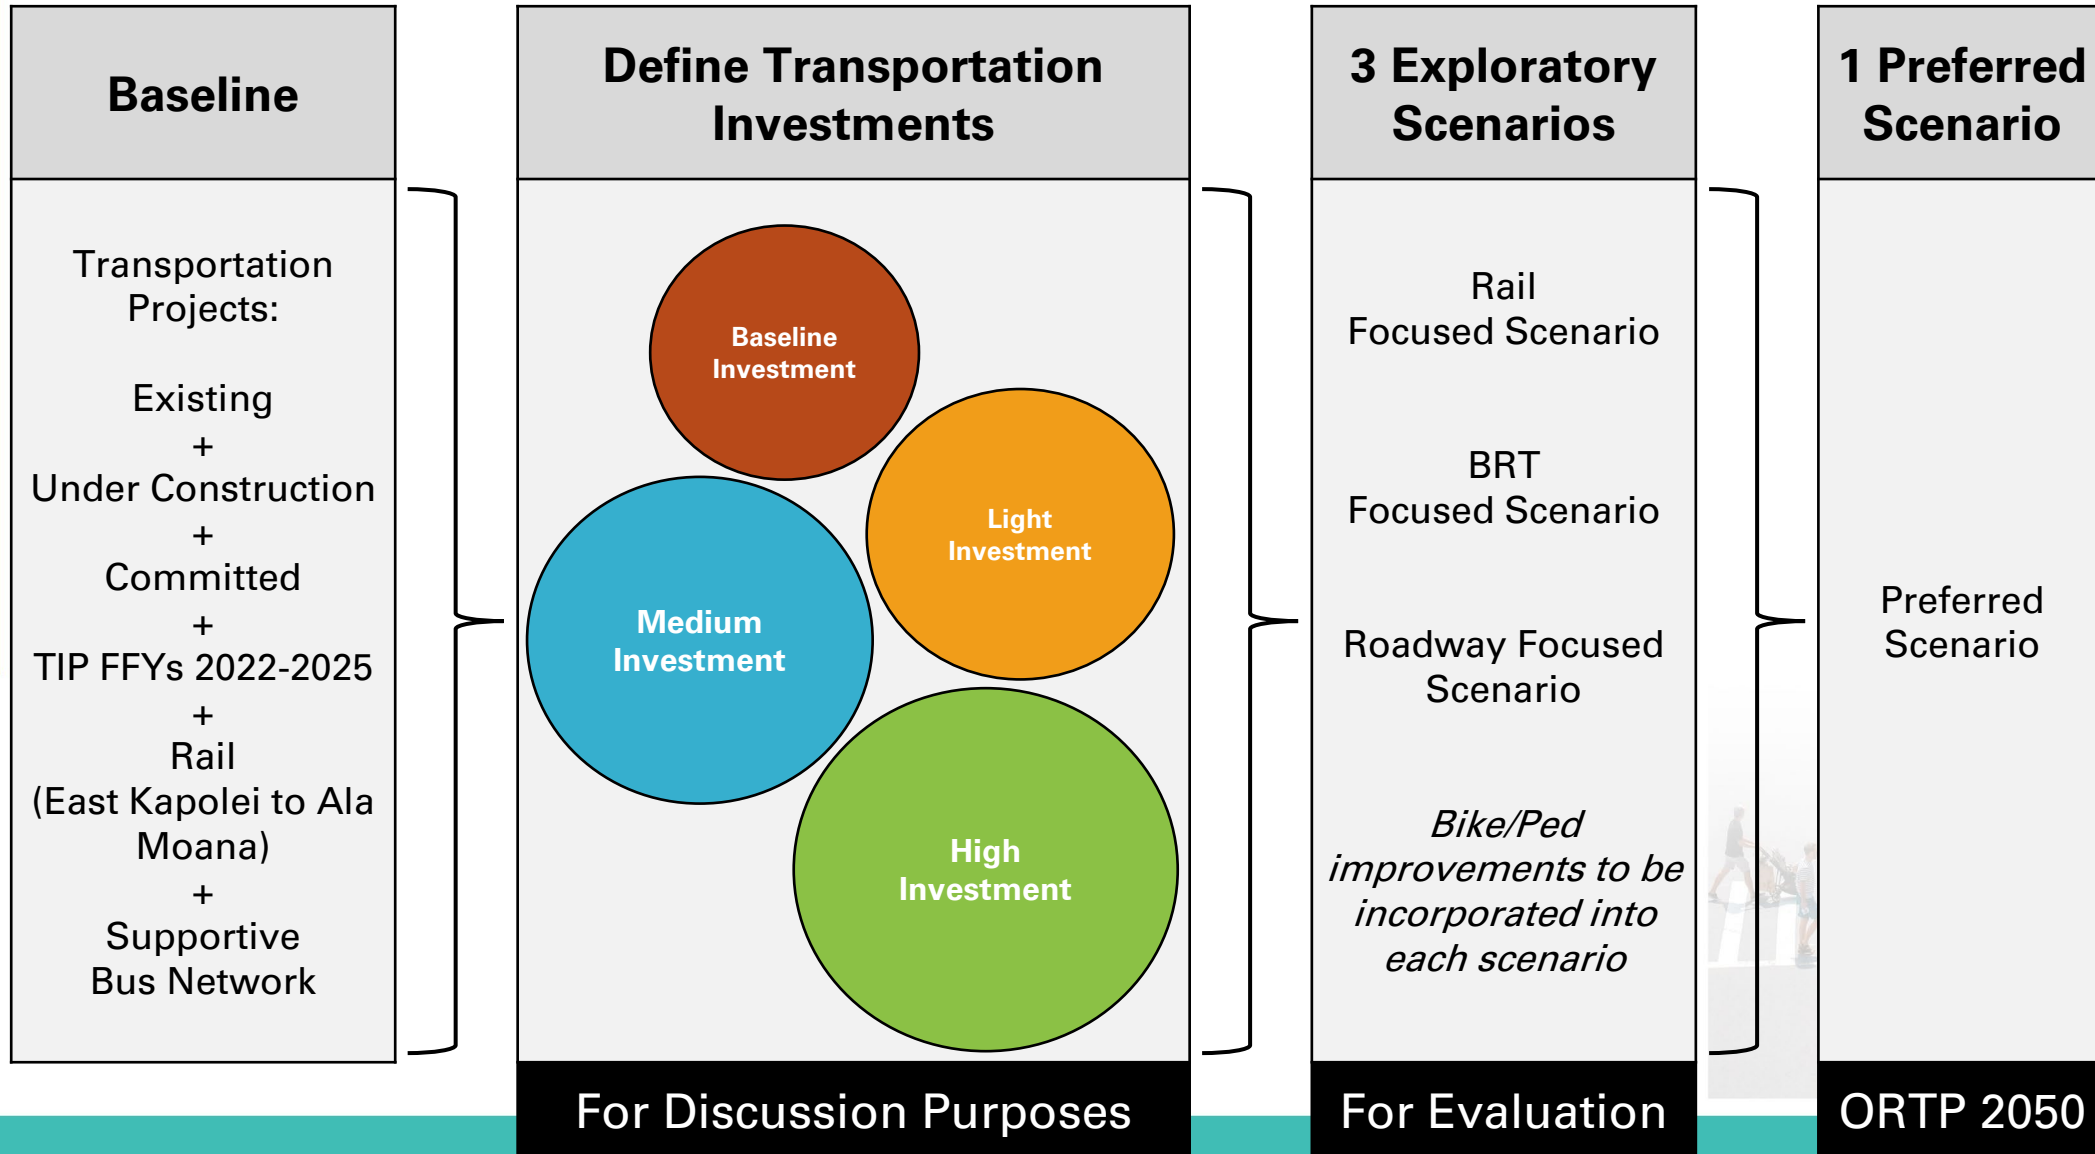 Baseline
Transportation
Projects:
Existing
+
Under Construction
+
Committed
+
TIP FFYs 2022-2025
+
Rail
(East Kapolei to Ala
Moana)
+
Supportive
Bus Network
Define Transportation
Investments
Baseline
Investment
Light
Investment
Medium
Investment
High
Investment
For Discussion Purposes
3 Exploratory
Scenarios
Rail
Focused Scenario
BRT
Focused Scenario
Roadway Focused
Scenario
Bike/Ped
improvements to be
incorporated into
each scenario
For Evaluation
1 Preferred
Scenario
Preferred
Scenario
ORTP 2050